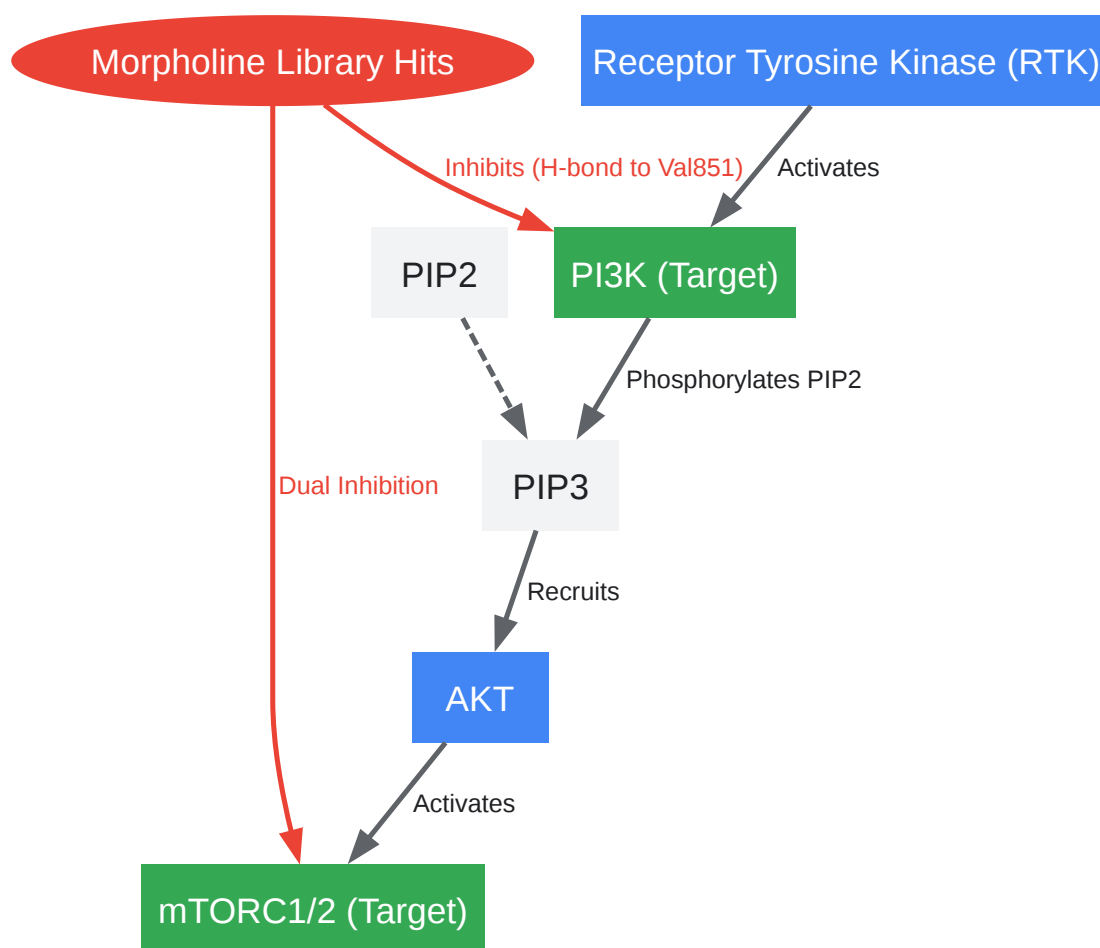 Morpholine Library Hits
Receptor Tyrosine Kinase (RTK)
Inhibits (H-bond to Val851)
Activates
PIP2
PI3K (Target)
Phosphorylates PIP2
Dual Inhibition
PIP3
Recruits
AKT
Activates
mTORC1/2 (Target)